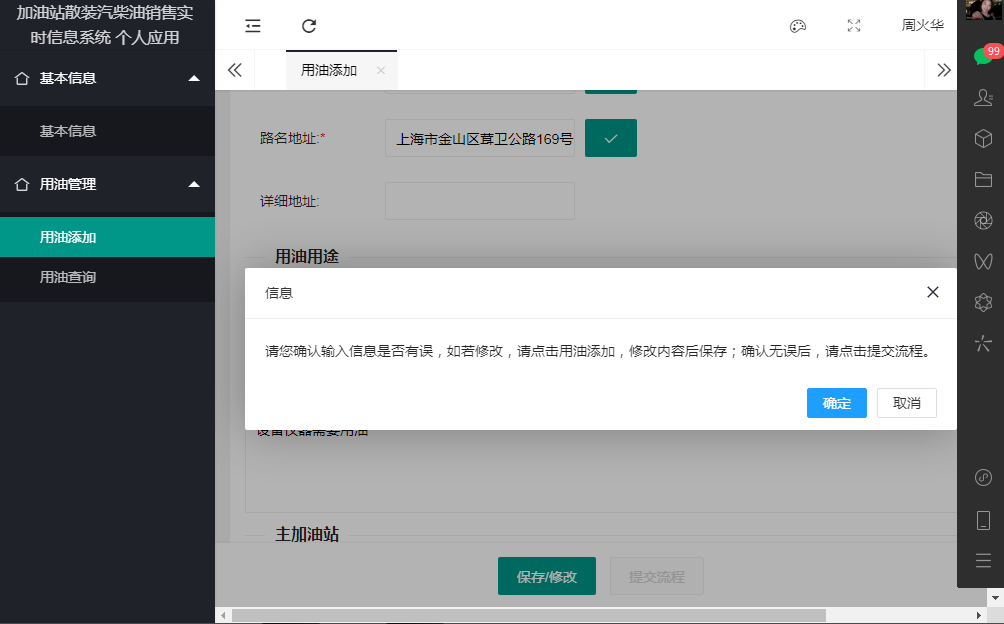 加油站散装汽柴油销售实
时信息系统 个人应用
周火华
99
基本信息
用油添加
基本信息
路名地址:*
上海市金山区茸卫公路169号
用油管理
详细地址:
用油添加
用油用途
用油查询
信息
请您确认输入信息是否有误，如若修改，请点击用油添加，修改内容后保存；确认无误后，请点击提交流程。
确定
取消
设备仪器需要用油
主加油站
保存/修改
提交流程